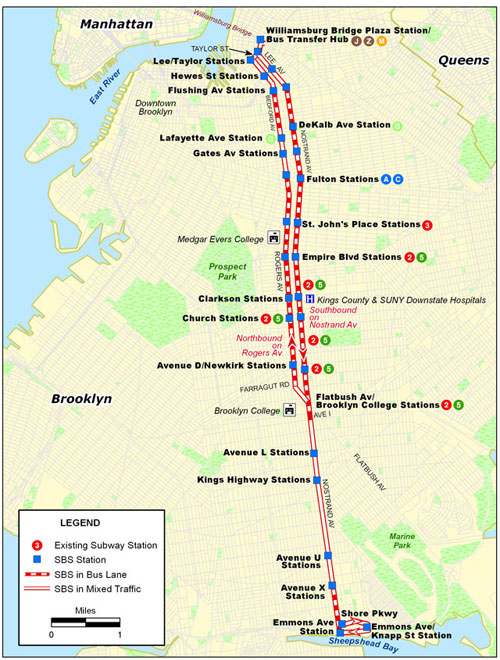 Manhattan
Williamsburg Bridge
Williamsburg Bridge Plaza Station/
Bus Transfer Hub J Z M
TAYLOR ST
LEE AV
Lee/Taylor Stations
Queens
East River
Hewes St Stations
Flushing Av Stations
Downtown
Brooklyn
BEDFORD AV
NOSTRAND AV
DeKalb Ave Station G
Lafayette Ave Station G
Gates Av Stations
Fulton Stations A C
St. John's Place Stations 3
Medgar Evers College
ROGERS AV
Empire Blvd Stations 2 5
Prospect
Park
2 5
Clarkson Stations
H Kings County & SUNY Downstate Hospitals
Southbound
on
Nostrand Av
Church Stations 2 5
Northbound
on
Rogers Av
2 5
Avenue D/Newkirk Stations
2 5
FARRAGUT RD
Brooklyn
Flatbush Av/
Brooklyn College Stations 2 5
Brooklyn College
AVE I
Avenue L Stations
FLATBUSH AV
Kings Highway Stations
NOSTRAND AV
Marine
Park
Avenue U
Stations
Avenue X
Stations
Shore Pkwy
Emmons Ave
Station
Emmons Ave/
Knapp St Station
Sheepshead Bay
LEGEND
3 Existing Subway Station
SBS Station
SBS in Bus Lane
SBS in Mixed Traffic
Miles
0 1 2